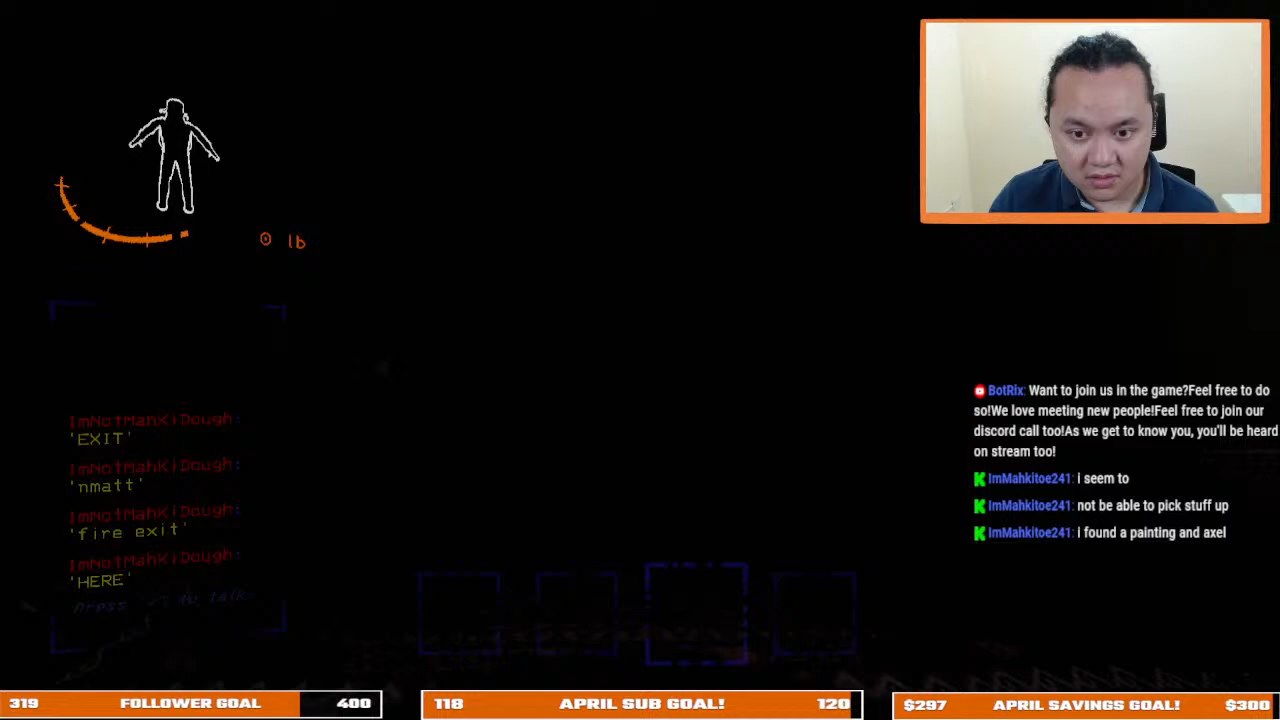 0 lb
ImNotMahKiDough:
'EXIT'
ImNotMahKiDough:
'nmatt'
ImNotMahKiDough:
'fire exit'
ImNotMahKiDough:
'HERE'
press
talk
BotRix: Want to join us in the game?Feel free to do
so!We love meeting new people!Feel free to join our
discord call too!As we get to know you, you'll be heard
on stream too!
ImMahkitoe241: i seem to
ImMahkitoe241: not be able to pick stuff up
ImMahkitoe241: i found a painting and axel
319 FOLLOWER GOAL 400
118 APRIL SUB GOAL! 120
$297 APRIL SAVINGS GOAL! $300